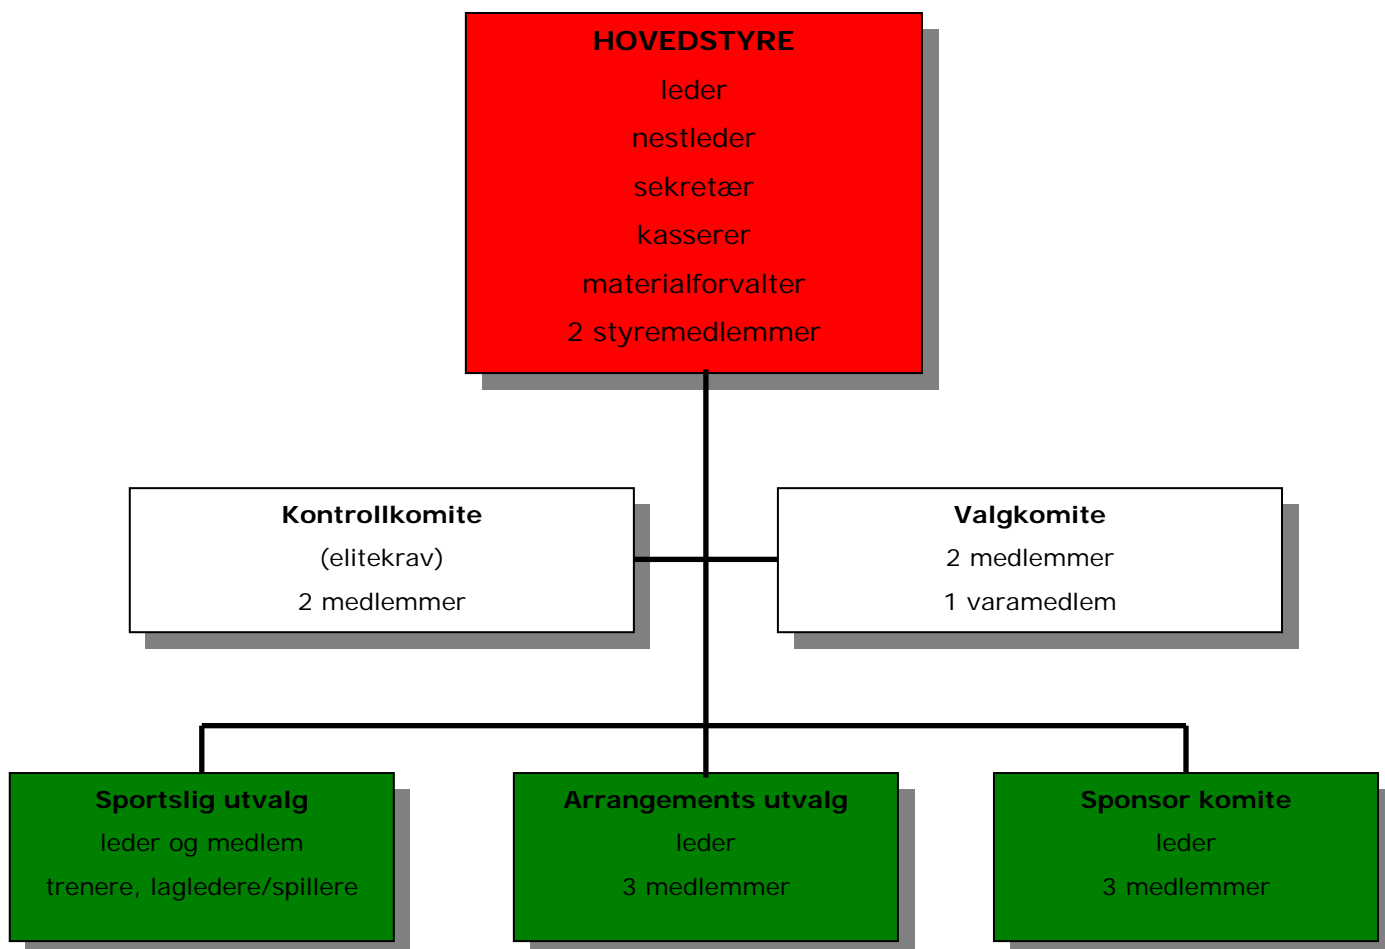 HOVEDSTYRE
leder
nestleder
sekretær
kasserer
materialforvalter
2 styremedlemmer
Kontrollkomite
(elitekrav)
2 medlemmer
Valgkomite
2 medlemmer
1 varamedlem
Sportslig utvalg
leder og medlem
trenere, lagledere/spillere
Arrangements utvalg
leder
3 medlemmer
Sponsor komite
leder
3 medlemmer